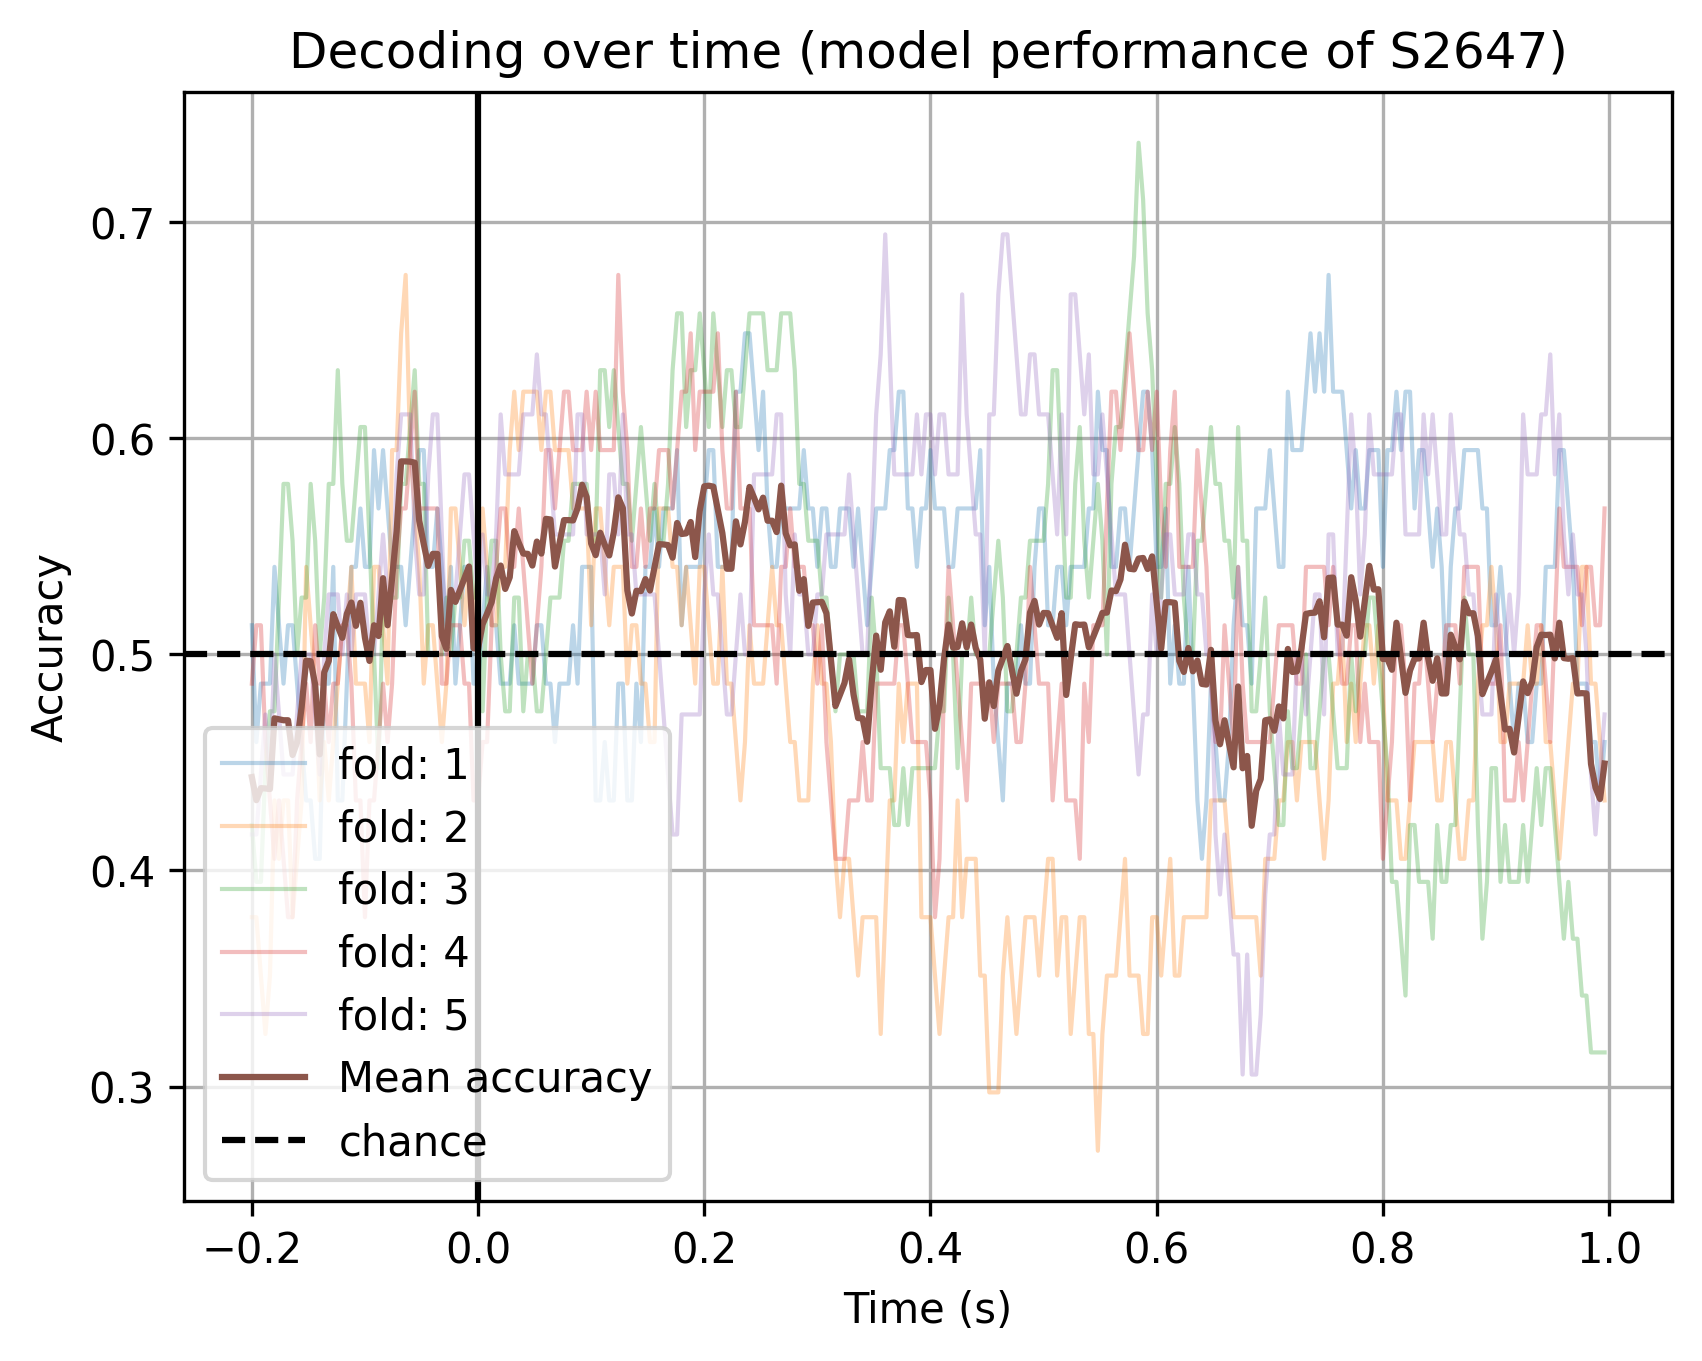 Decoding over time (model performance of S2647)
Accuracy
0.7
0.6
0.5
0.4
0.3
fold: 1
fold: 2
fold: 3
fold: 4
fold: 5
Mean accuracy
chance
−0.2 0.0 0.2 0.4 0.6 0.8 1.0
Time (s)